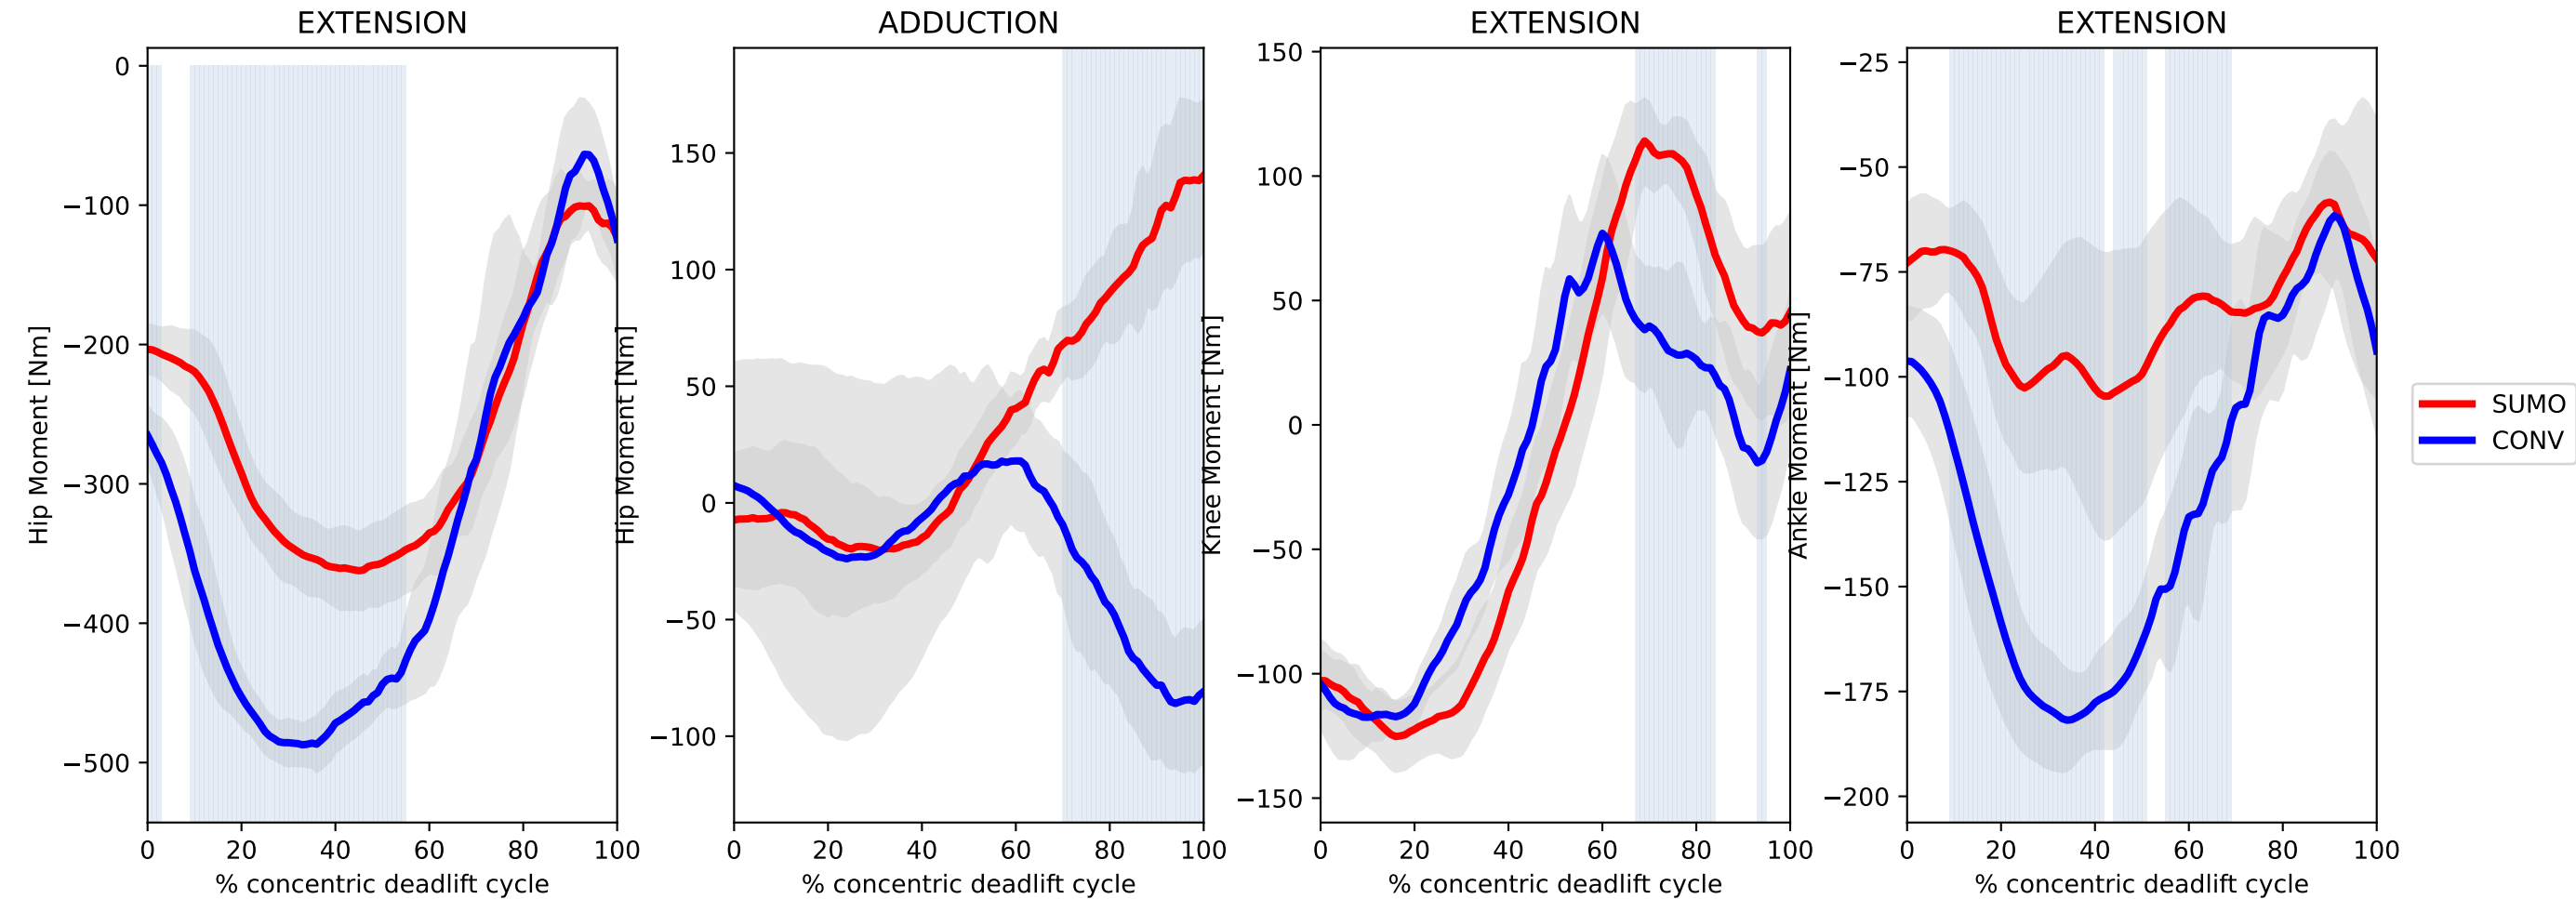 EXTENSION
ADDUCTION
EXTENSION
EXTENSION
Hip Moment [Nm]
0
−100
−200
−300
−400
−500
0 20 40 60 80 100
% concentric deadlift cycle
Hip Moment [Nm]
150
100
50
0
−50
−100
0 20 40 60 80 100
% concentric deadlift cycle
Knee Moment [Nm]
150
100
50
0
−50
−100
−150
0 20 40 60 80 100
% concentric deadlift cycle
Ankle Moment [Nm]
−25
−50
−75
−100
−125
−150
−175
−200
0 20 40 60 80 100
% concentric deadlift cycle
SUMO
CONV